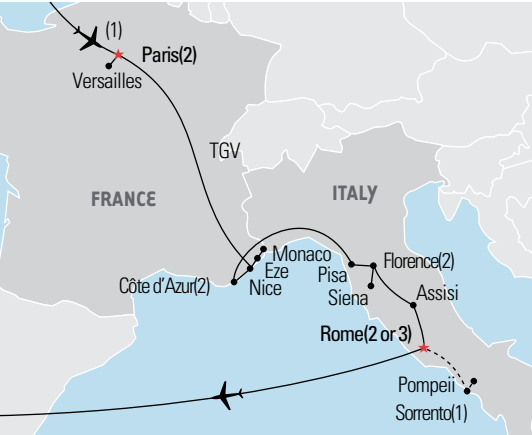 (1)
Paris(2)
Versailles
TGV
FRANCE
ITALY
Monaco
Eze
Nice
Côte d'Azur(2)
Pisa
Florence(2)
Siena
Assisi
Rome(2 or 3)
Pompeii
Sorrento(1)